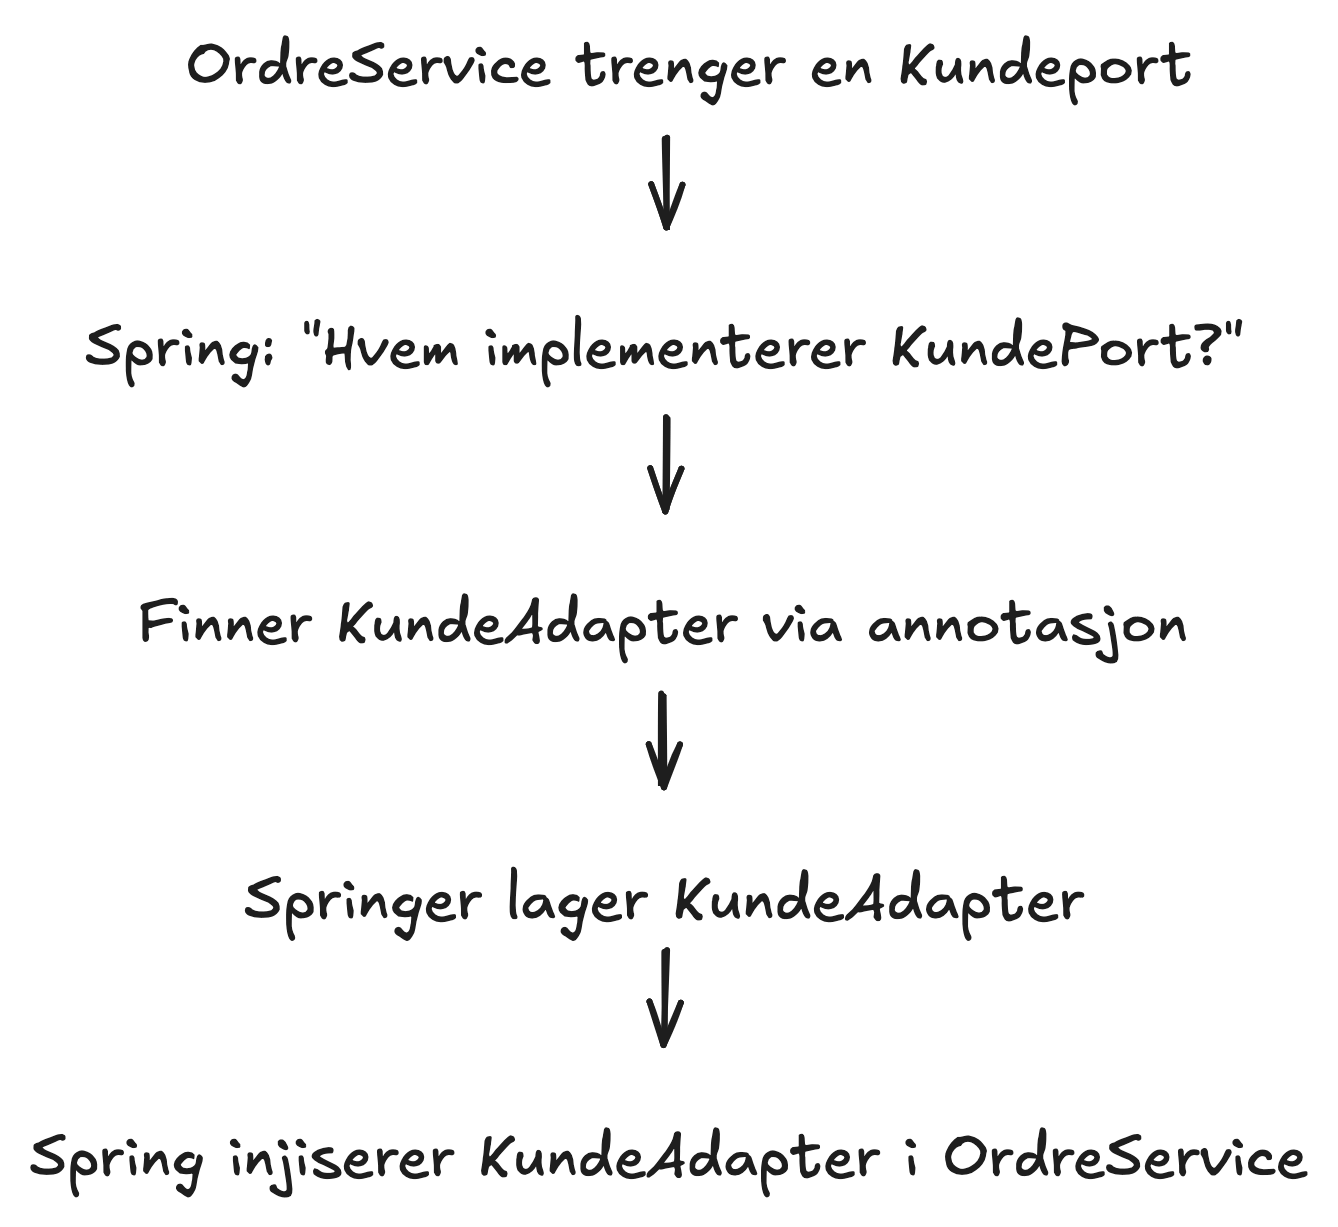 OrdreService trenger en Kundeport
Spring: "Hvem implementerer KundePort?"
Finner KundeAdapter via annotasjon
Springer lager KundeAdapter
Spring injiserer KundeAdapter i OrdreService